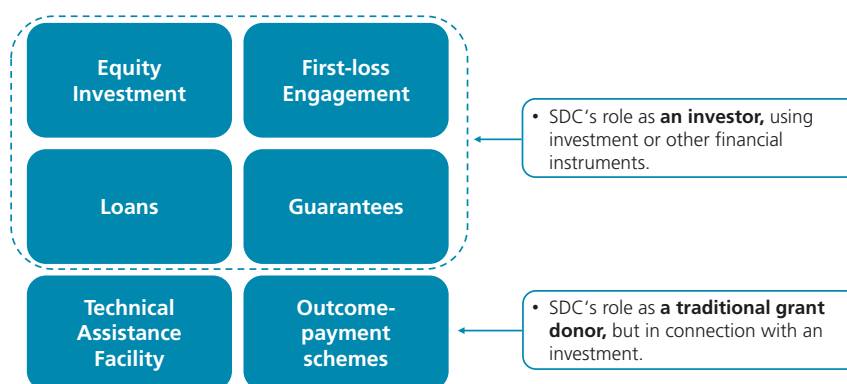 Equity
Investment
First-loss
Engagement
Loans
Guarantees
Technical
Assistance
Facility
Outcome-
payment
schemes
• SDC‘s role as an investor, using
investment or other financial
instruments.
• SDC‘s role as a traditional grant
donor, but in connection with an
investment.